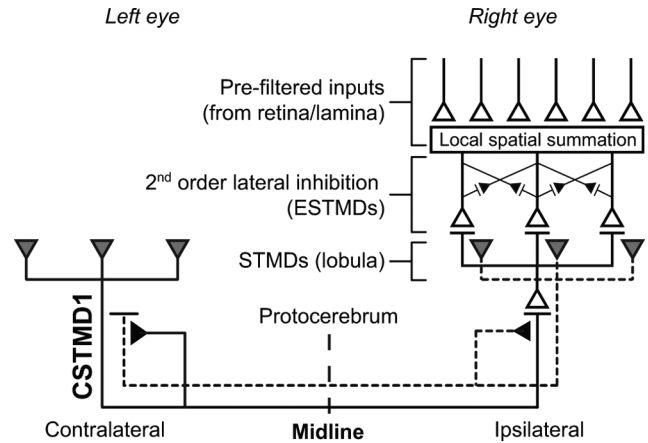 Left eye
Right eye
Pre-filtered inputs
(from retina/lamina)
Local spatial summation
2nd order lateral inhibition
(ESTMDs)
STMDs (lobula)
CSTMD1
Protocerebrum
Contralateral
Midline
Ipsilateral